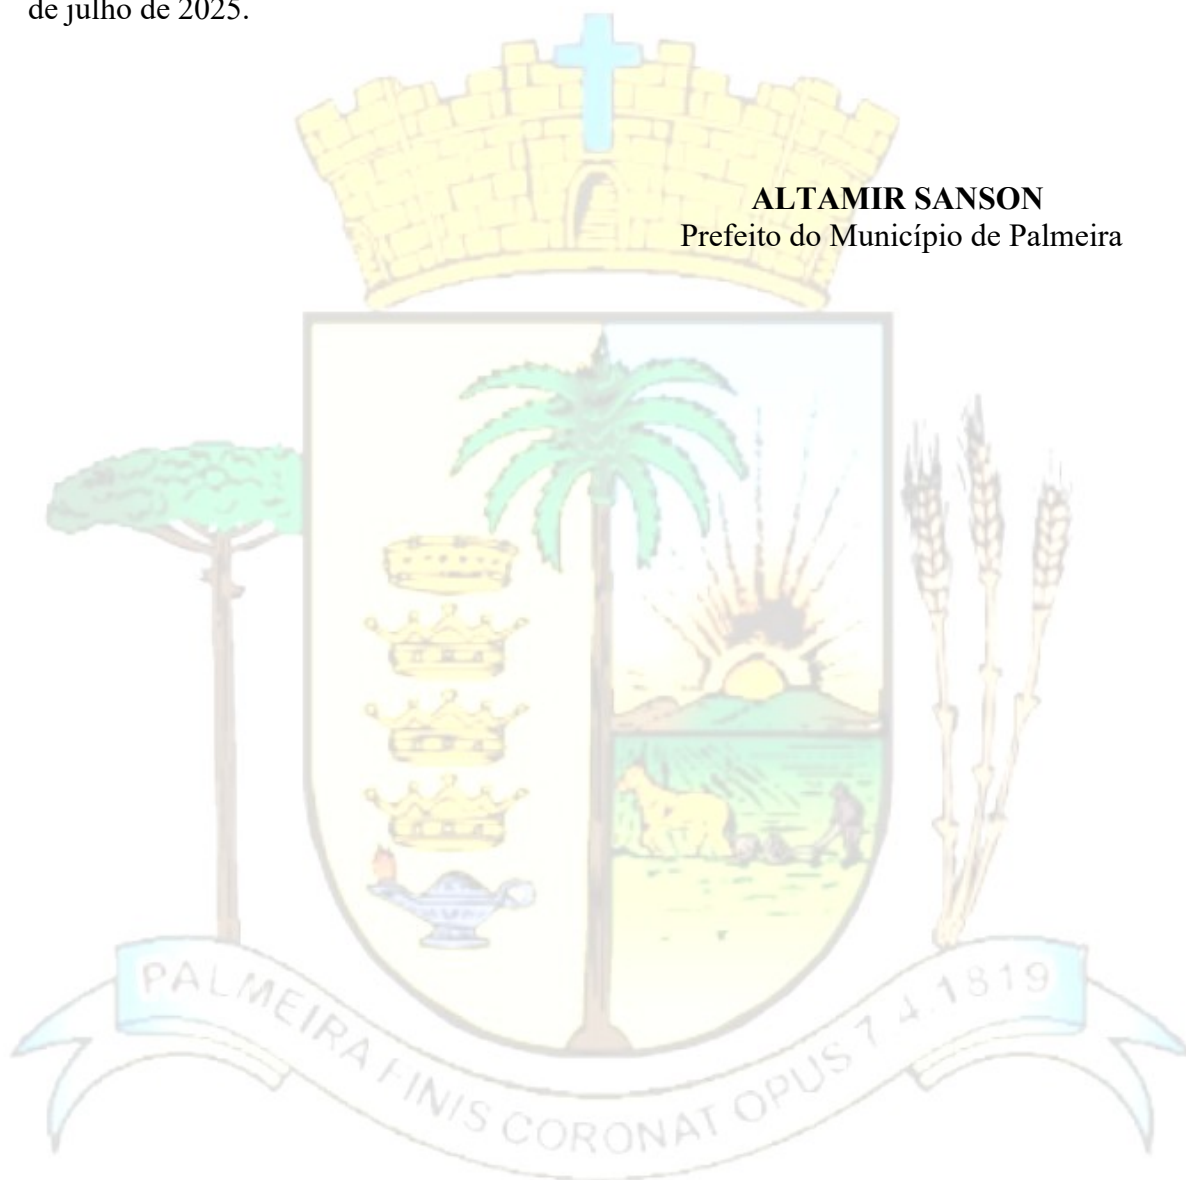 de julho de 2025.
ALTAMIR SANSON
Prefeito do Município de Palmeira
PALMEIRA FINIS CORONAT OPUS 7.4.1819